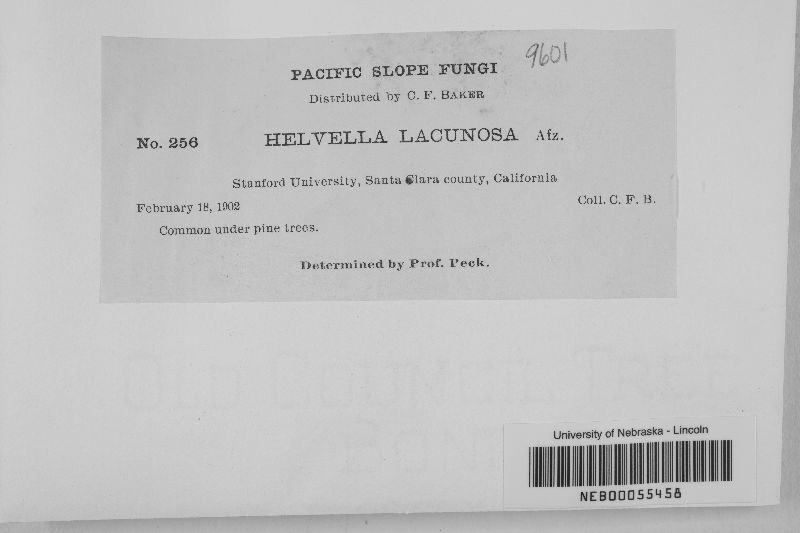 9601
PACIFIC SLOPE FUNGI
Distributed by C. F. BAKER
No. 256 HELVELLA LACUNOSA Afz.
Stanford University, Santa Clara county, California
February 18, 1902 Coll. C. F. B.
Common under pine trees.
Determined by Prof. Peck.
University of Nebraska - Lincoln
NEB00055458